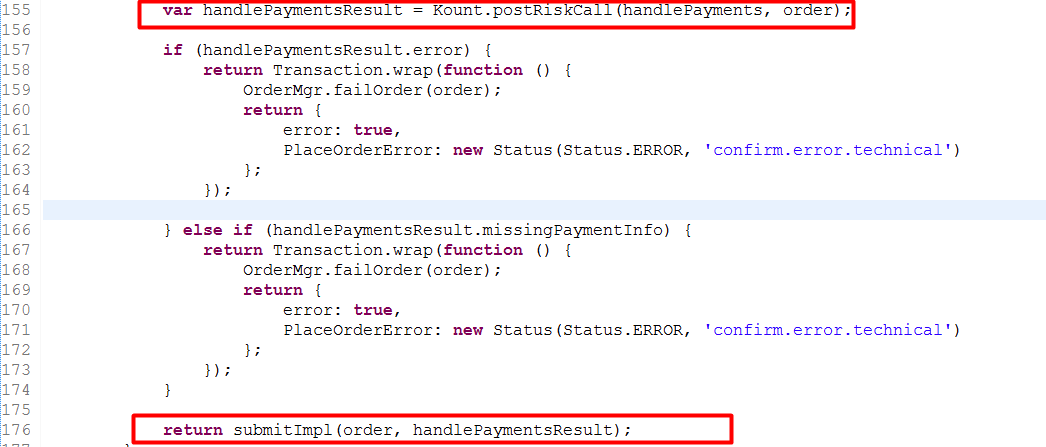 155 var handlePaymentsResult = Kount.postRiskCall(handlePayments, order);
156
157 if (handlePaymentsResult.error) {
158 return Transaction.wrap(function () {
159 OrderMgr.failOrder(order);
160 return {
161 error: true,
162 PlaceOrderError: new Status(Status.ERROR, 'confirm.error.technical')
163 };
164 });
165
166 } else if (handlePaymentsResult.missingPaymentInfo) {
167 return Transaction.wrap(function () {
168 OrderMgr.failOrder(order);
169 return {
170 error: true,
171 PlaceOrderError: new Status(Status.ERROR, 'confirm.error.technical')
172 };
173 });
174 }
175
176 return submitImpl(order, handlePaymentsResult);